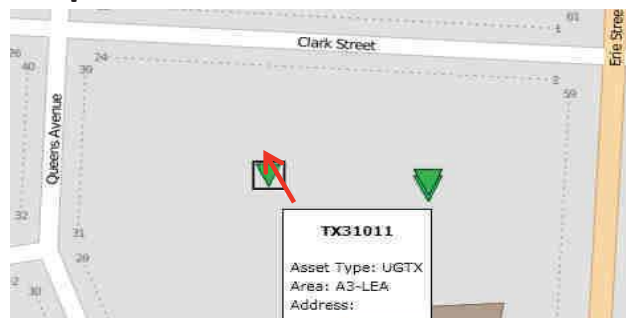 01
1
Clark Street
Erie Stree
26
40
24
39
2
59
Queens Avenue
32
31
29
TX31011
Asset Type: UGTX
Area: A3-LEA
Address:
2
30